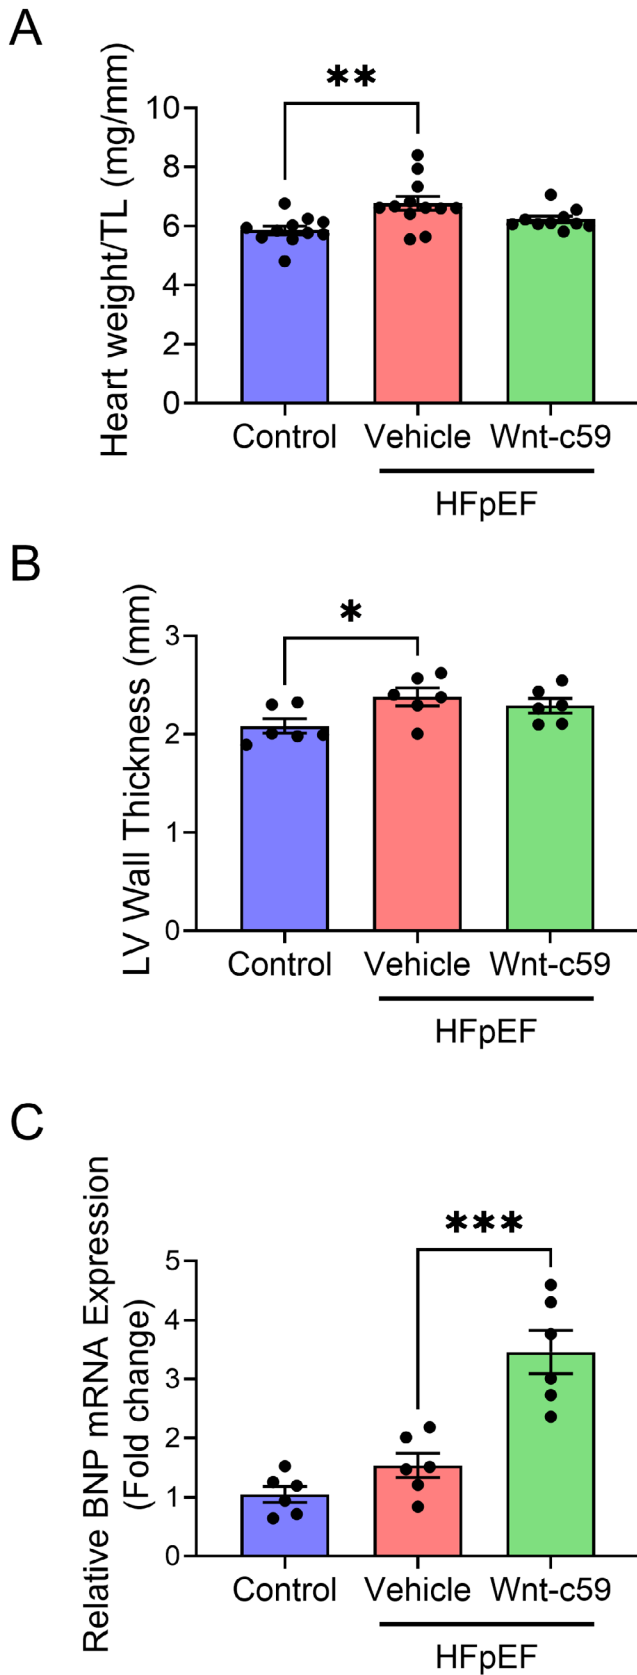 A
Heart weight/TL (mg/mm)
**
10
8
6
4
2
0
Control Vehicle Wnt-c59
HFpEF
B
LV Wall Thickness (mm)
*
3
2
1
0
Control Vehicle Wnt-c59
HFpEF
C
Relative BNP mRNA Expression
(Fold change)
***
5
4
3
2
1
0
Control Vehicle Wnt-c59
HFpEF